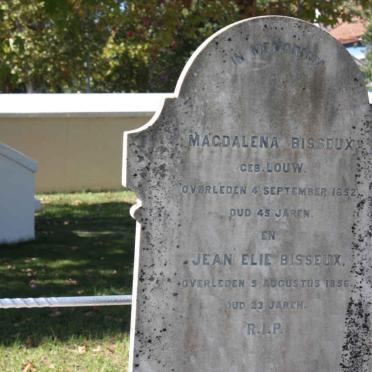 IN MEMORY
MAGDALENA BISSEUX
GEB. LOUW.
OVERLEDEN 4 SEPTEMBER 1892.
OUD 45 JAREN.
EN
JEAN ELIE BISSEUX,
OVERLEDEN 5 AUGUSTUS 1896.
OUD 23 JAREN.
R.I.P.